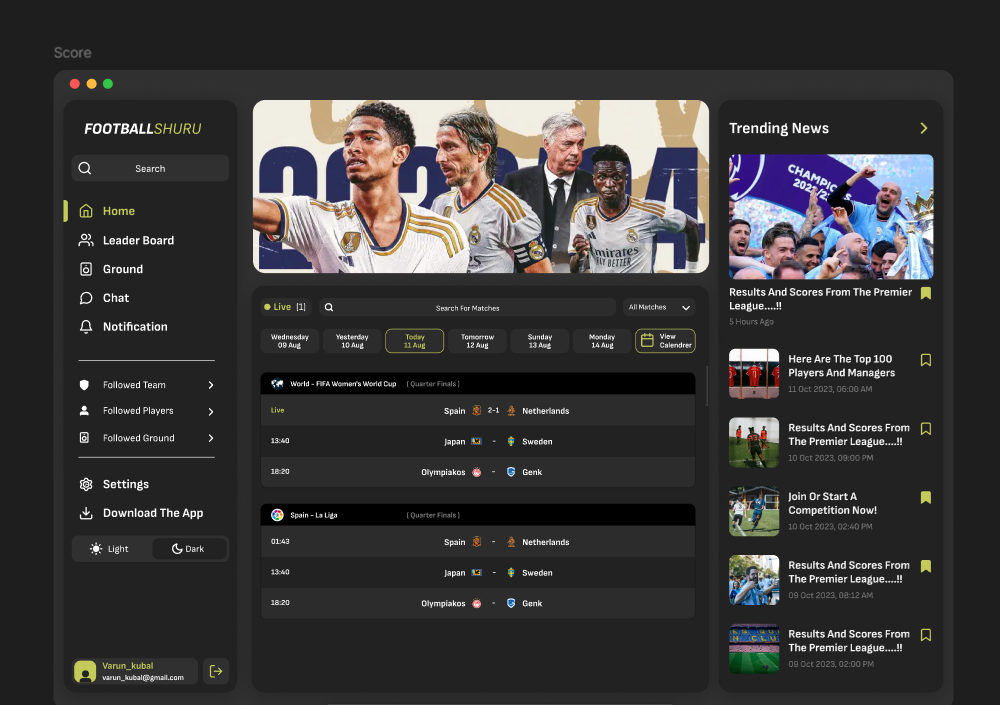 Score
FOOTBALLSHURU
Search
Home
Leader Board
Ground
Chat
Notification
Followed Team
Followed Players
Followed Ground
Settings
Download The App
Light
Dark
Varun_kubal
varun_kubal@gmail.com
Emirates
FLY BETTER
Live [1]
Search For Matches
All Matches
Wednesday
09 Aug
Yesterday
10 Aug
Today
11 Aug
Tomorrow
12 Aug
Sunday
13 Aug
Monday
14 Aug
View
Calendrer
World - FIFA Women's World Cup ( Quarter Finals )
Live Spain 2-1 Netherlands
13:40 Japan - Sweden
18:20 Olympiakos - Genk
Spain - La Liga ( Quarter Finals )
01:43 Spain - Netherlands
13:40 Japan - Sweden
18:20 Olympiakos - Genk
Trending News
Results And Scores From The Premier
League....!!
5 Hours Ago
Here Are The Top 100
Players And Managers
11 Oct 2023, 06:00 AM
Results And Scores From
The Premier League....!!
10 Oct 2023, 09:00 PM
Join Or Start A
Competition Now!
10 Oct 2023, 02:40 PM
Results And Scores From
The Premier League....!!
09 Oct 2023, 08:12 AM
Results And Scores From
The Premier League....!!
09 Oct 2023, 02:00 PM